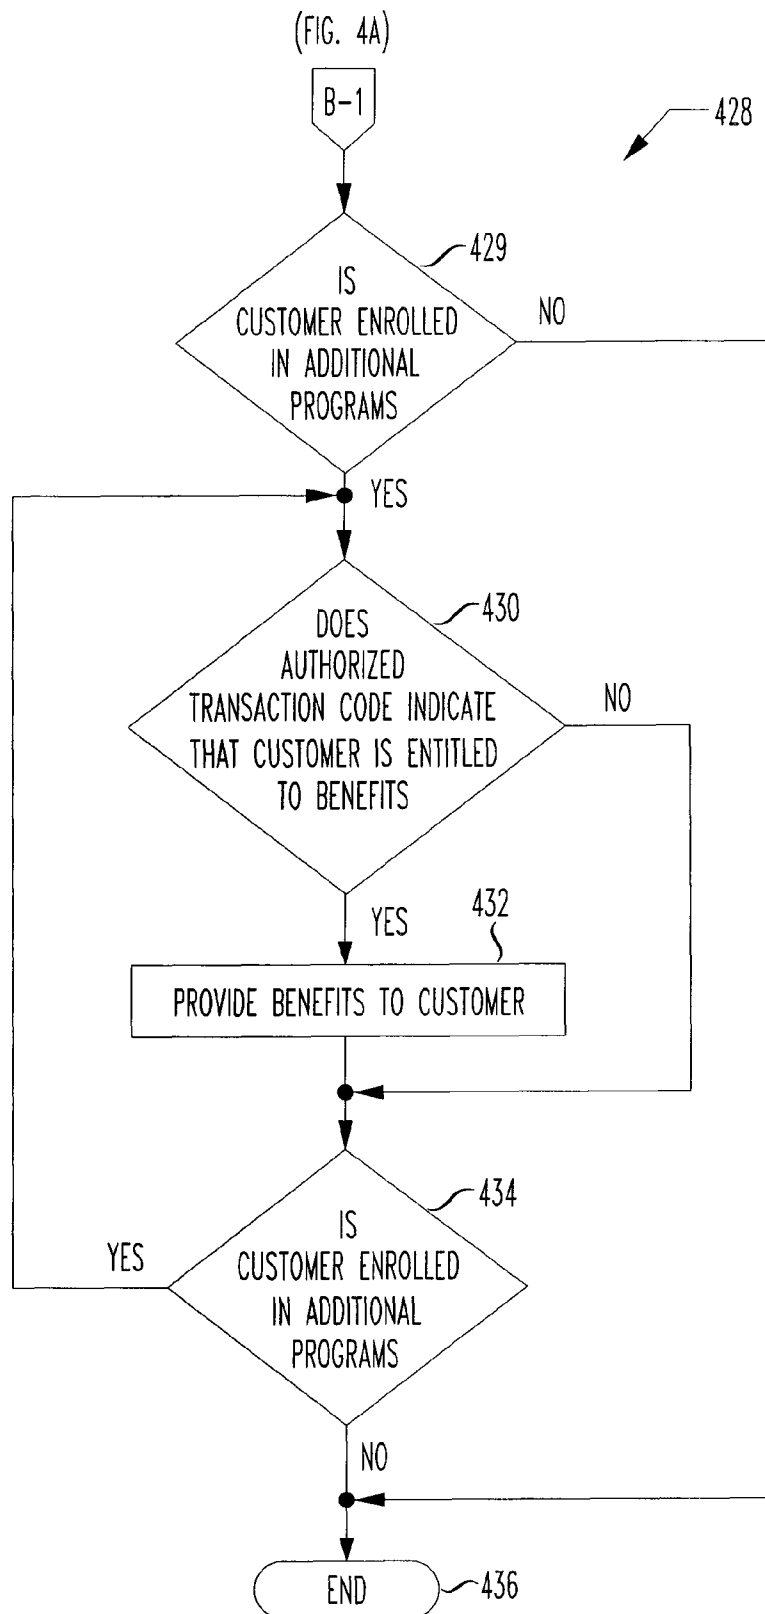 (FIG. 4A)
B-1
428
429
IS
CUSTOMER ENROLLED
IN ADDITIONAL
PROGRAMS
NO
YES
430
DOES
AUTHORIZED
TRANSACTION CODE INDICATE
THAT CUSTOMER IS ENTITLED
TO BENEFITS
NO
YES
432
PROVIDE BENEFITS TO CUSTOMER
434
IS
CUSTOMER ENROLLED
IN ADDITIONAL
PROGRAMS
YES
NO
END
436